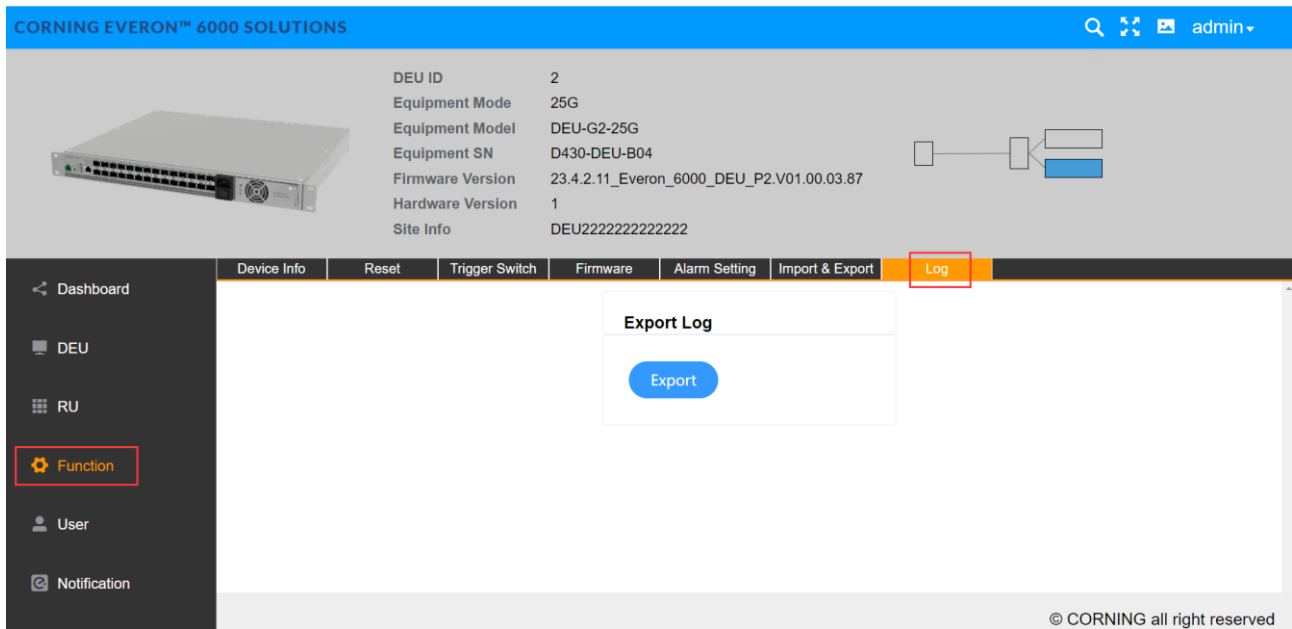 CORNING EVERON™ 6000 SOLUTIONS
admin
DEU ID 2
Equipment Mode 25G
Equipment Model DEU-G2-25G
Equipment SN D430-DEU-B04
Firmware Version 23.4.2.11_Everon_6000_DEU_P2.V01.00.03.87
Hardware Version 1
Site Info DEU2222222222222
Device Info Reset Trigger Switch Firmware Alarm Setting Import & Export Log
Dashboard
DEU
RU
Function
User
Notification
Export Log
Export
© CORNING all right reserved